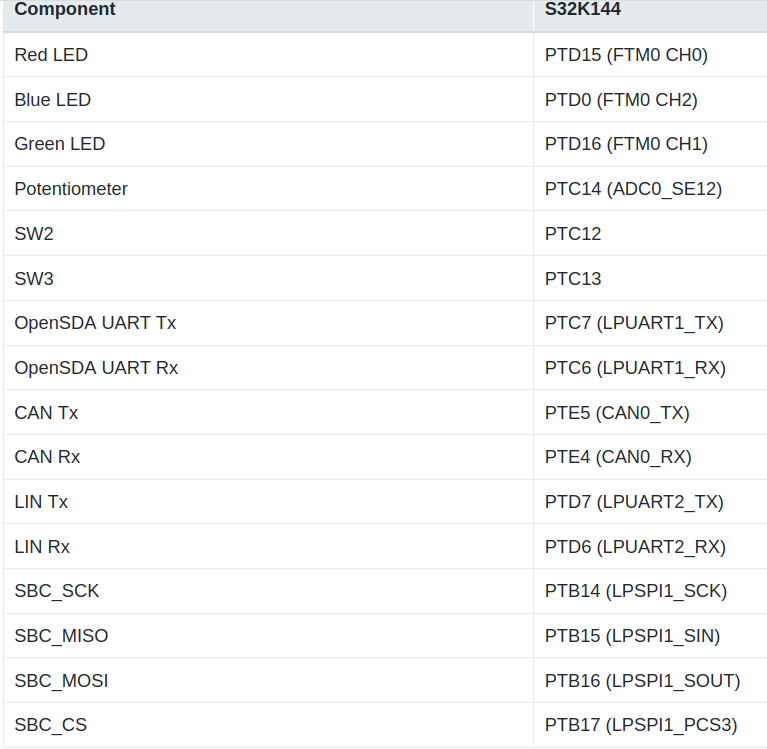 Component S32K144
Red LED PTD15 (FTM0 CH0)
Blue LED PTD0 (FTM0 CH2)
Green LED PTD16 (FTM0 CH1)
Potentiometer PTC14 (ADC0_SE12)
SW2 PTC12
SW3 PTC13
OpenSDA UART Tx PTC7 (LPUART1_TX)
OpenSDA UART Rx PTC6 (LPUART1_RX)
CAN Tx PTE5 (CAN0_TX)
CAN Rx PTE4 (CAN0_RX)
LIN Tx PTD7 (LPUART2_TX)
LIN Rx PTD6 (LPUART2_RX)
SBC_SCK PTB14 (LPSPI1_SCK)
SBC_MISO PTB15 (LPSPI1_SIN)
SBC_MOSI PTB16 (LPSPI1_SOUT)
SBC_CS PTB17 (LPSPI1_PCS3)